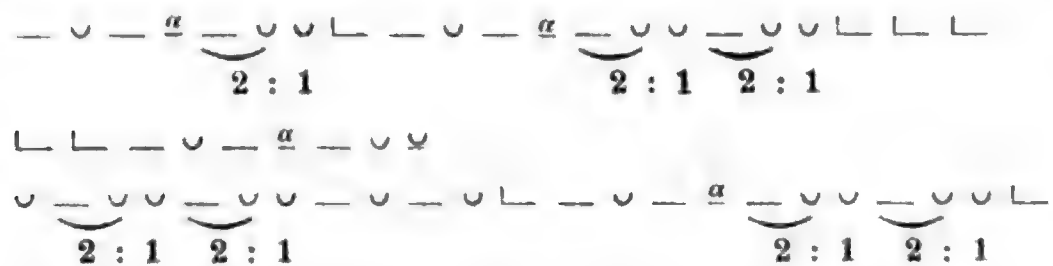 — ⏑ — α̲ — ⏑ ⏑ ∟ — ⏑ — α̲ — ⏑ ⏑ — ⏑ ⏑ ∟ ∟ ∟
2 : 1 2 : 1 2 : 1
∟ ∟ — ⏑ — α̲ — ⏑ ⏒
⏑ — ⏑ ⏑ — ⏑ ⏑ — ⏑ — ⏑ ∟ — ⏑ — α̲ — ⏑ ⏑ — ⏑ ⏑ ∟
2 : 1 2 : 1 2 : 1 2 : 1